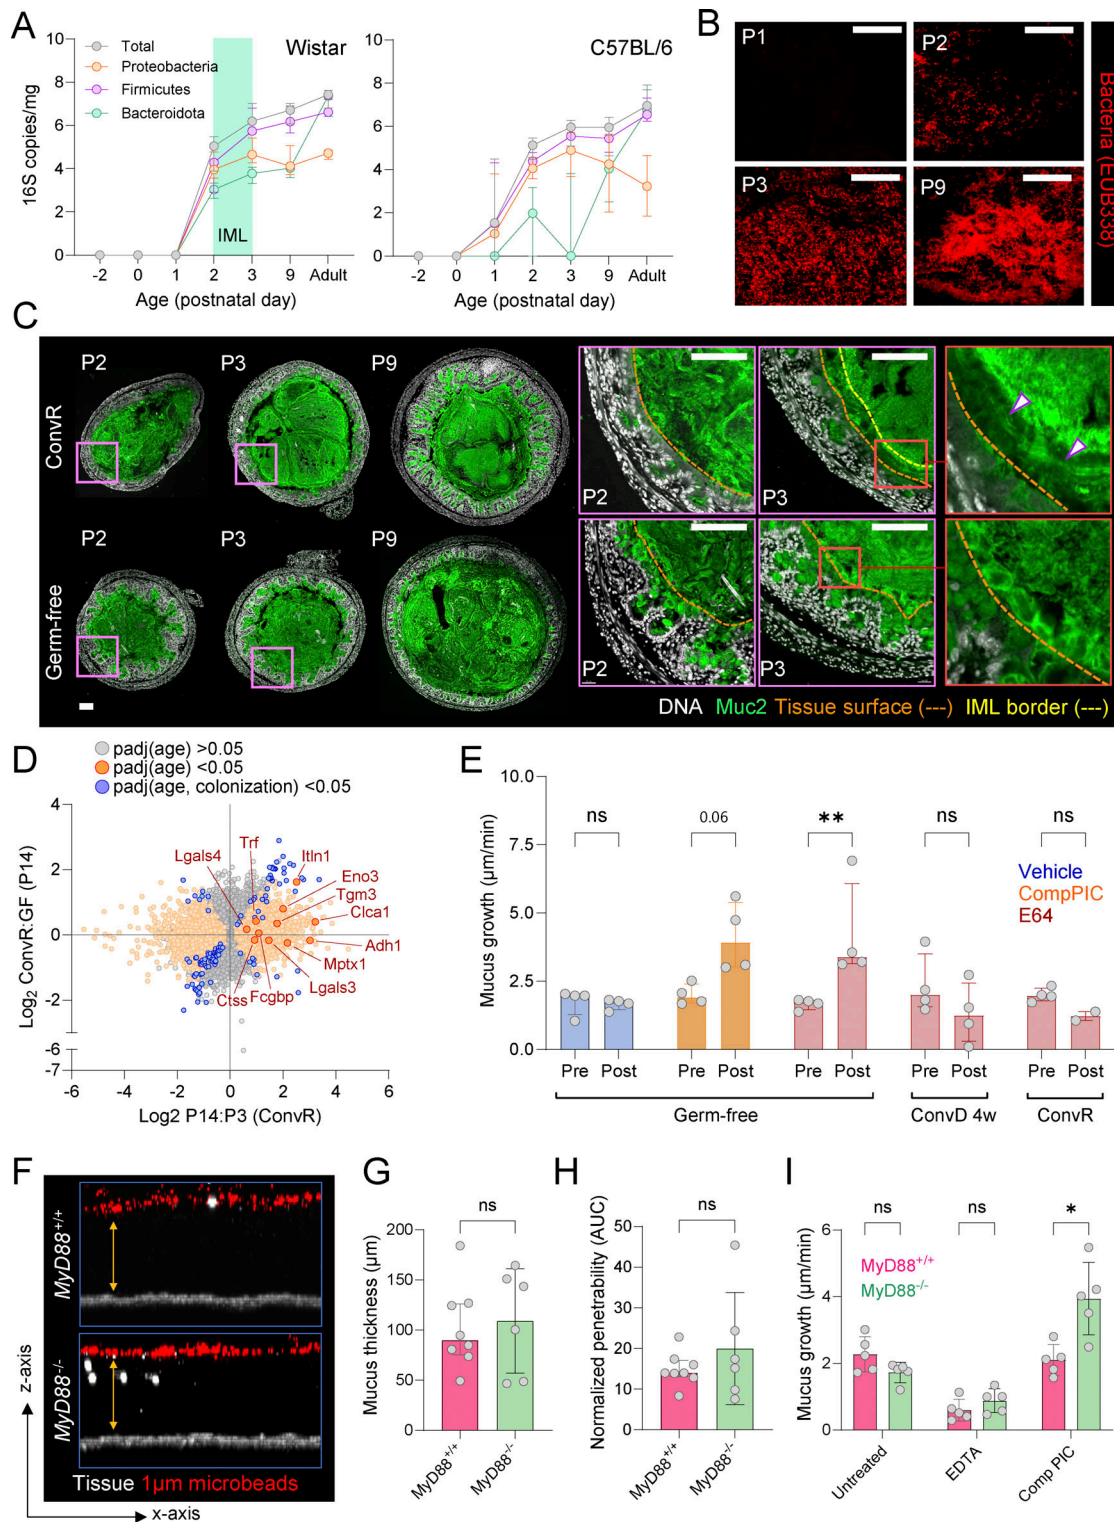 A
Wistar
Total
Proteobacteria
Firmicutes
Bacteroidota
16S copies/mg
10
8
6
4
2
0
IML
-2 0 1 2 3 9 Adult
Age (postnatal day)
C57BL/6
10
8
6
4
2
0
-2 0 1 2 3 9 Adult
Age (postnatal day)
B
P1
P2
P3
P9
Bacteria (EUB338)
C
ConvR
P2
P3
P9
P2
P3
Germ-free
P2
P3
P9
P2
P3
DNA Muc2 Tissue surface (---) IML border (---)
D
padj(age) >0.05
padj(age) <0.05
padj(age, colonization) <0.05
Log2 ConvR:GF (P14)
4
2
0
-2
-6
-7
Lgals4
Trf
Itln1
Eno3
Tgm3
Clca1
Adh1
Mptx1
Lgals3
Fcgbp
Ctss
-6 -4 -2 0 2 4 6
Log2 P14:P3 (ConvR)
E
Mucus growth (µm/min)
10.0
7.5
5.0
2.5
0.0
ns
0.06
**
ns
ns
Vehicle
CompPIC
E64
Pre Post Pre Post Pre Post Pre Post Pre Post
Germ-free
ConvD 4w
ConvR
F
MyD88+/+
MyD88-/-
z-axis
Tissue 1µm microbeads
x-axis
G
Mucus thickness (µm)
200
150
100
50
0
ns
MyD88+/+
MyD88-/-
H
Normalized penetrability (AUC)
50
40
30
20
10
0
ns
MyD88+/+
MyD88-/-
I
Mucus growth (µm/min)
6
4
2
0
ns
ns
*
MyD88+/+
MyD88-/-
Untreated
EDTA
Comp PIC